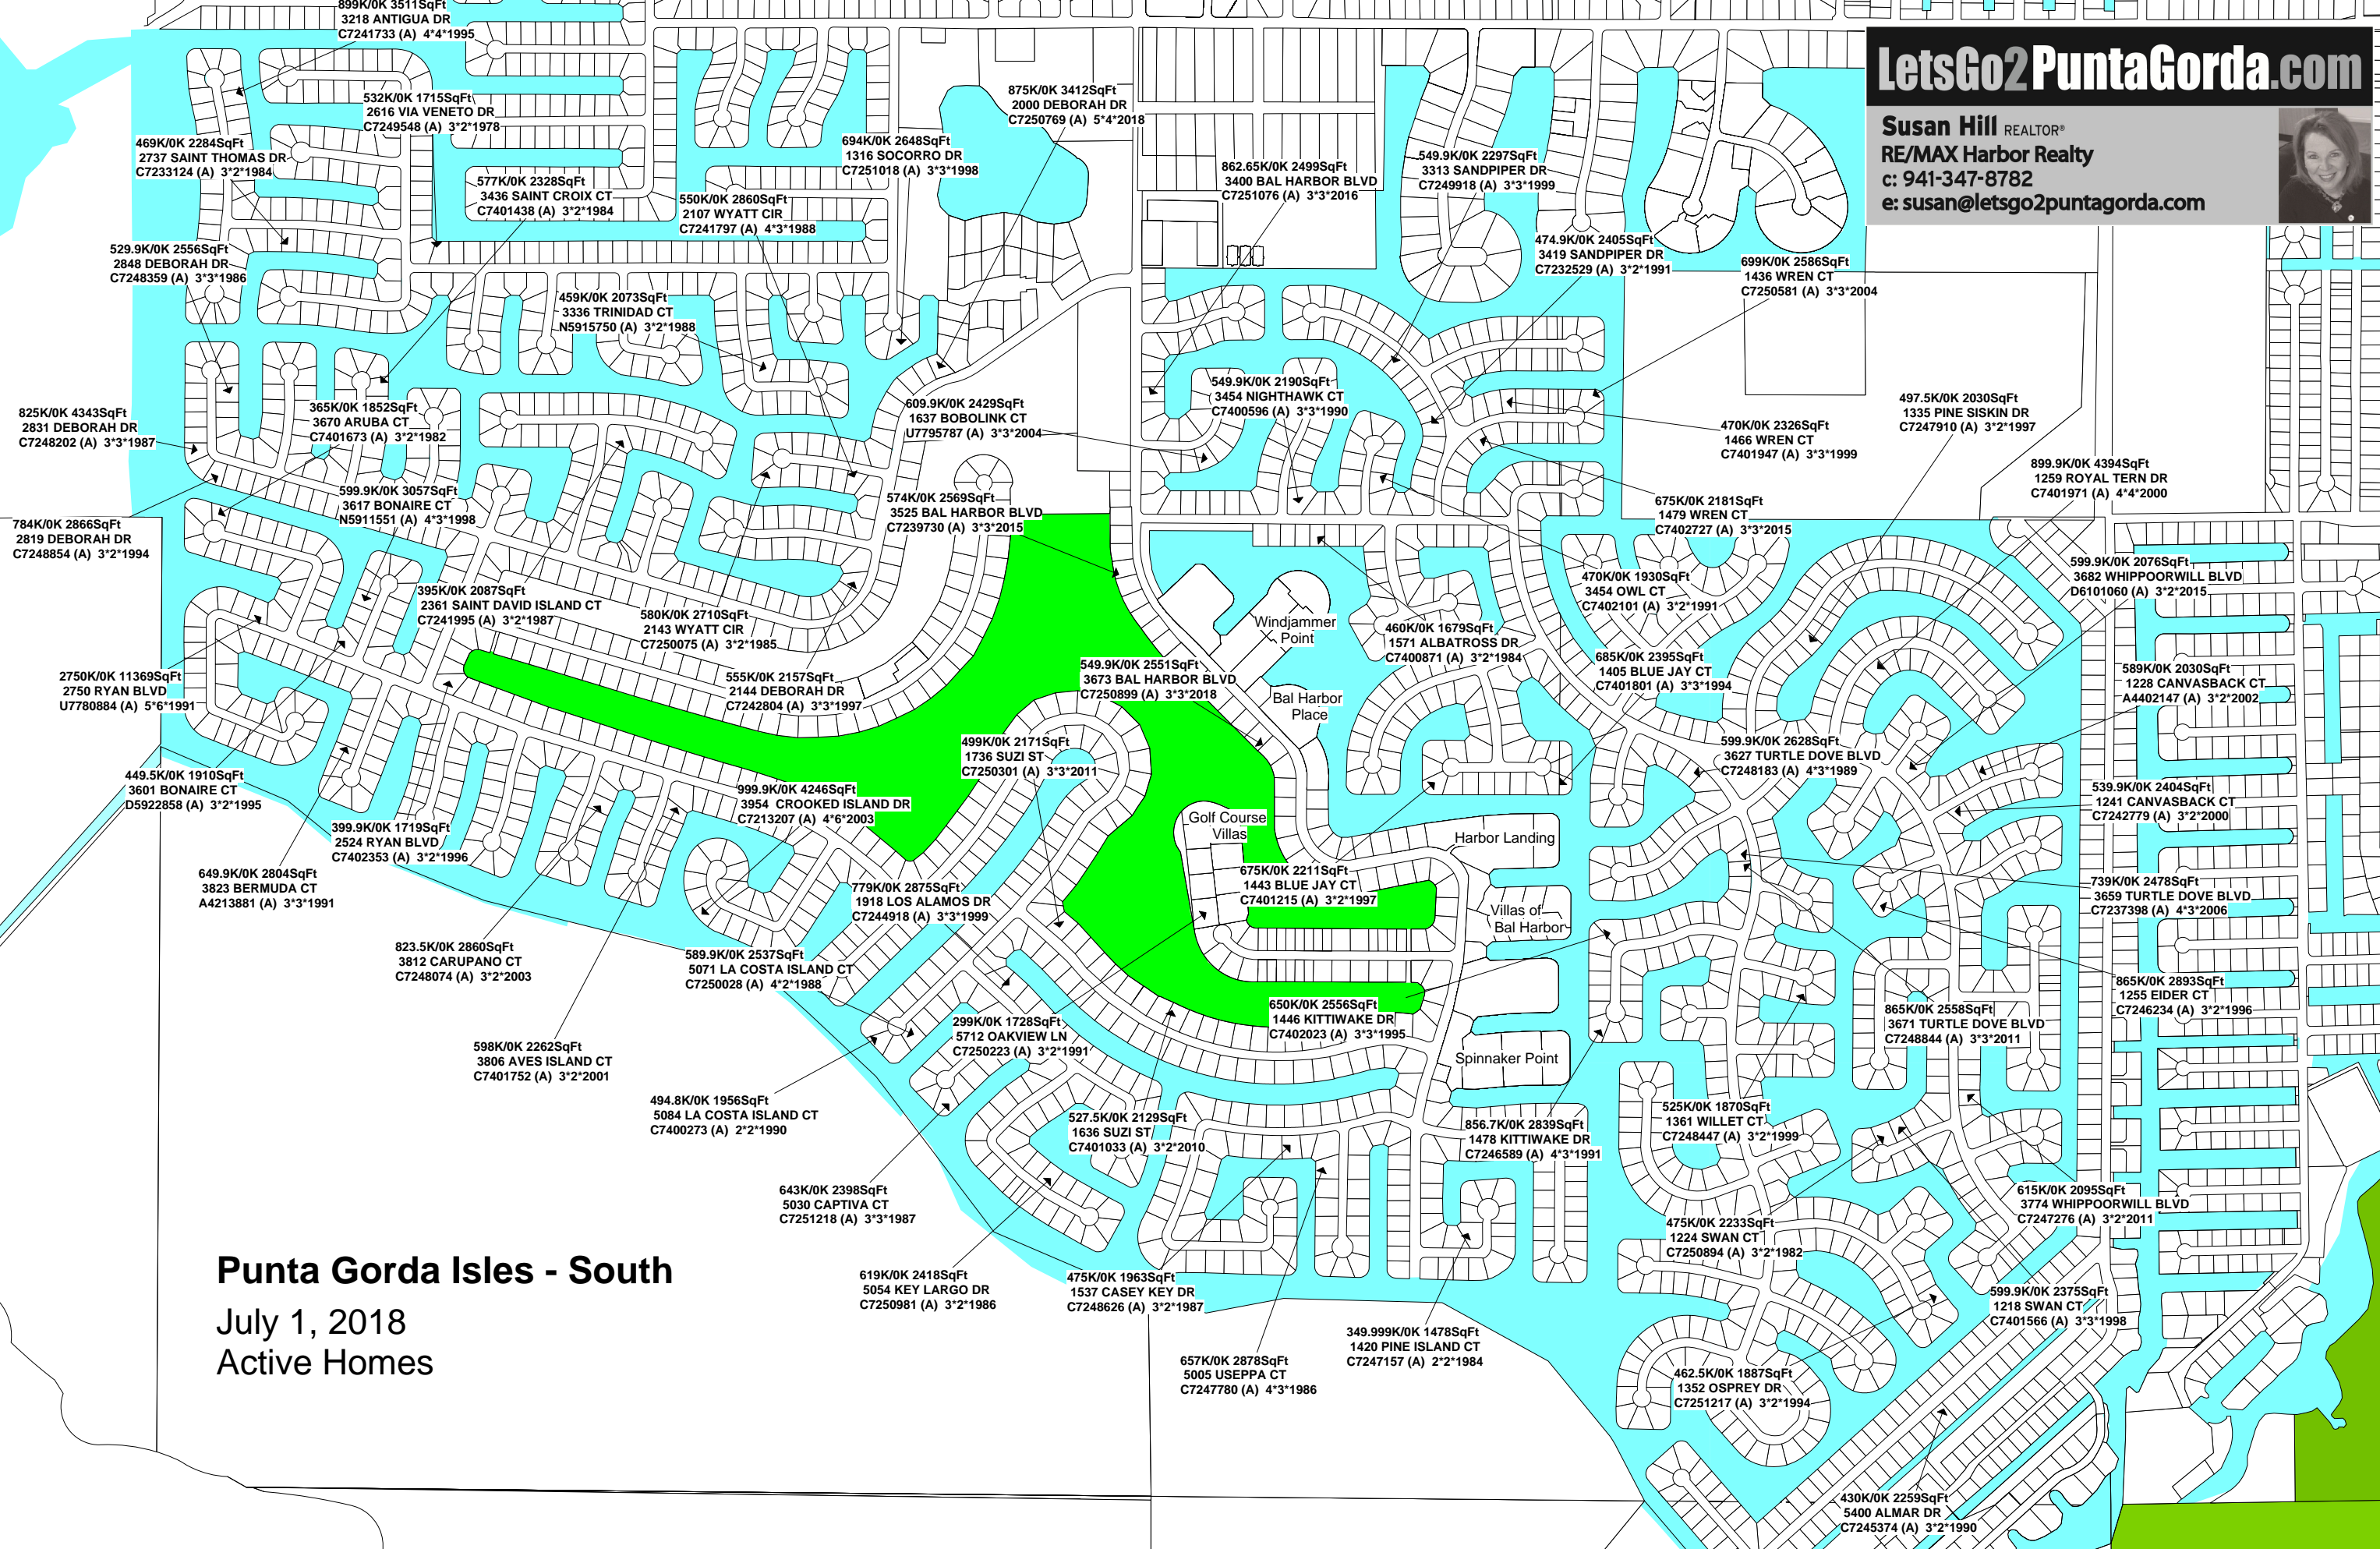 LetsGo2PuntaGorda.com
Susan Hill REALTOR®
RE/MAX Harbor Realty
c: 941-347-8782
e: susan@letsgo2puntagorda.com
899K/0K 3511SqFt
3218 ANTIGUA DR
C7241733 (A) 4*4*1995
532K/0K 1715SqFt
2616 VIA VENETO DR
C7249548 (A) 3*2*1978
469K/0K 2284SqFt
2737 SAINT THOMAS DR
C7233124 (A) 3*2*1984
577K/0K 2328SqFt
3436 SAINT CROIX CT
C7401438 (A) 3*2*1984
550K/0K 2860SqFt
2107 WYATT CIR
C7241797 (A) 4*3*1988
694K/0K 2648SqFt
1316 SOCORRO DR
C7251018 (A) 3*3*1998
875K/0K 3412SqFt
2000 DEBORAH DR
C7250769 (A) 5*4*2018
862.65K/0K 2499SqFt
3400 BAL HARBOR BLVD
C7251076 (A) 3*3*2016
549.9K/0K 2297SqFt
3313 SANDPIPER DR
C7249918 (A) 3*3*1999
474.9K/0K 2405SqFt
3419 SANDPIPER DR
C7232529 (A) 3*2*1991
699K/0K 2586SqFt
1436 WREN CT
C7250581 (A) 3*3*2004
529.9K/0K 2556SqFt
2848 DEBORAH DR
C7248359 (A) 3*3*1986
459K/0K 2073SqFt
3336 TRINIDAD CT
N5915750 (A) 3*2*1988
825K/0K 4343SqFt
2831 DEBORAH DR
C7248202 (A) 3*3*1987
365K/0K 1852SqFt
3670 ARUBA CT
C7401673 (A) 3*2*1982
609.9K/0K 2429SqFt
1637 BOBOLINK CT
U7795787 (A) 3*3*2004
549.9K/0K 2190SqFt
3454 NIGHTHAWK CT
C7400596 (A) 3*3*1990
470K/0K 2326SqFt
1466 WREN CT
C7401947 (A) 3*3*1999
497.5K/0K 2030SqFt
1335 PINE SISKIN DR
C7247910 (A) 3*2*1997
899.9K/0K 4394SqFt
1259 ROYAL TERN DR
C7401971 (A) 4*4*2000
784K/0K 2866SqFt
2819 DEBORAH DR
C7248854 (A) 3*2*1994
599.9K/0K 3057SqFt
3617 BONAIRE CT
N5911551 (A) 4*3*1998
574K/0K 2569SqFt
3525 BAL HARBOR BLVD
C7239730 (A) 3*3*2015
675K/0K 2181SqFt
1479 WREN CT
C7402727 (A) 3*3*2015
599.9K/0K 2076SqFt
3682 WHIPPOORWILL BLVD
D6101060 (A) 3*2*2015
395K/0K 2087SqFt
2361 SAINT DAVID ISLAND CT
C7241995 (A) 3*2*1987
580K/0K 2710SqFt
2143 WYATT CIR
C7250075 (A) 3*2*1985
Windjammer
Point
470K/0K 1930SqFt
3454 OWL CT
C7402101 (A) 3*2*1991
460K/0K 1679SqFt
1571 ALBATROSS DR
C7400871 (A) 3*2*1984
2750K/0K 11369SqFt
2750 RYAN BLVD
U7780884 (A) 5*6*1991
555K/0K 2157SqFt
2144 DEBORAH DR
C7242804 (A) 3*3*1997
549.9K/0K 2551SqFt
3673 BAL HARBOR BLVD
C7250899 (A) 3*3*2018
Bal Harbor
Place
685K/0K 2395SqFt
1405 BLUE JAY CT
C7401801 (A) 3*3*1994
589K/0K 2030SqFt
1228 CANVASBACK CT
A4402147 (A) 3*2*2002
499K/0K 2171SqFt
1736 SUZI ST
C7250301 (A) 3*3*2011
599.9K/0K 2628SqFt
3627 TURTLE DOVE BLVD
C7248183 (A) 4*3*1989
449.5K/0K 1910SqFt
3601 BONAIRE CT
D5922858 (A) 3*2*1995
999.9K/0K 4246SqFt
3954 CROOKED ISLAND DR
C7213207 (A) 4*6*2003
539.9K/0K 2404SqFt
1241 CANVASBACK CT
C7242779 (A) 3*2*2000
399.9K/0K 1719SqFt
2524 RYAN BLVD
C7402353 (A) 3*2*1996
Golf Course
Villas
Harbor Landing
649.9K/0K 2804SqFt
3823 BERMUDA CT
A4213881 (A) 3*3*1991
779K/0K 2875SqFt
1918 LOS ALAMOS DR
C7244918 (A) 3*3*1999
675K/0K 2211SqFt
1443 BLUE JAY CT
C7401215 (A) 3*2*1997
739K/0K 2478SqFt
3659 TURTLE DOVE BLVD
C7237398 (A) 4*3*2006
Villas of
Bal Harbor
823.5K/0K 2860SqFt
3812 CARUPANO CT
C7248074 (A) 3*2*2003
589.9K/0K 2537SqFt
5071 LA COSTA ISLAND CT
C7250028 (A) 4*2*1988
865K/0K 2893SqFt
1255 EIDER CT
C7246234 (A) 3*2*1996
650K/0K 2556SqFt
1446 KITTIWAKE DR
C7402023 (A) 3*3*1995
865K/0K 2558SqFt
3671 TURTLE DOVE BLVD
C7248844 (A) 3*3*2011
299K/0K 1728SqFt
5712 OAKVIEW LN
C7250223 (A) 3*2*1991
598K/0K 2262SqFt
3806 AVES ISLAND CT
C7401752 (A) 3*2*2001
Spinnaker Point
494.8K/0K 1956SqFt
5084 LA COSTA ISLAND CT
C7400273 (A) 2*2*1990
527.5K/0K 2129SqFt
1636 SUZI ST
C7401033 (A) 3*2*2010
856.7K/0K 2839SqFt
1478 KITTIWAKE DR
C7246589 (A) 4*3*1991
525K/0K 1870SqFt
1361 WILLET CT
C7248447 (A) 3*2*1999
643K/0K 2398SqFt
5030 CAPTIVA CT
C7251218 (A) 3*3*1987
615K/0K 2095SqFt
3774 WHIPPOORWILL BLVD
C7247276 (A) 3*2*2011
475K/0K 2233SqFt
1224 SWAN CT
C7250894 (A) 3*2*1982
619K/0K 2418SqFt
5054 KEY LARGO DR
C7250981 (A) 3*2*1986
475K/0K 1963SqFt
1537 CASEY KEY DR
C7248626 (A) 3*2*1987
599.9K/0K 2375SqFt
1218 SWAN CT
C7401566 (A) 3*3*1998
349.999K/0K 1478SqFt
1420 PINE ISLAND CT
C7247157 (A) 2*2*1984
657K/0K 2878SqFt
5005 USEPPA CT
C7247780 (A) 4*3*1986
462.5K/0K 1887SqFt
1352 OSPREY DR
C7251217 (A) 3*2*1994
430K/0K 2259SqFt
5400 ALMAR DR
C7245374 (A) 3*2*1990
Punta Gorda Isles - South
July 1, 2018
Active Homes